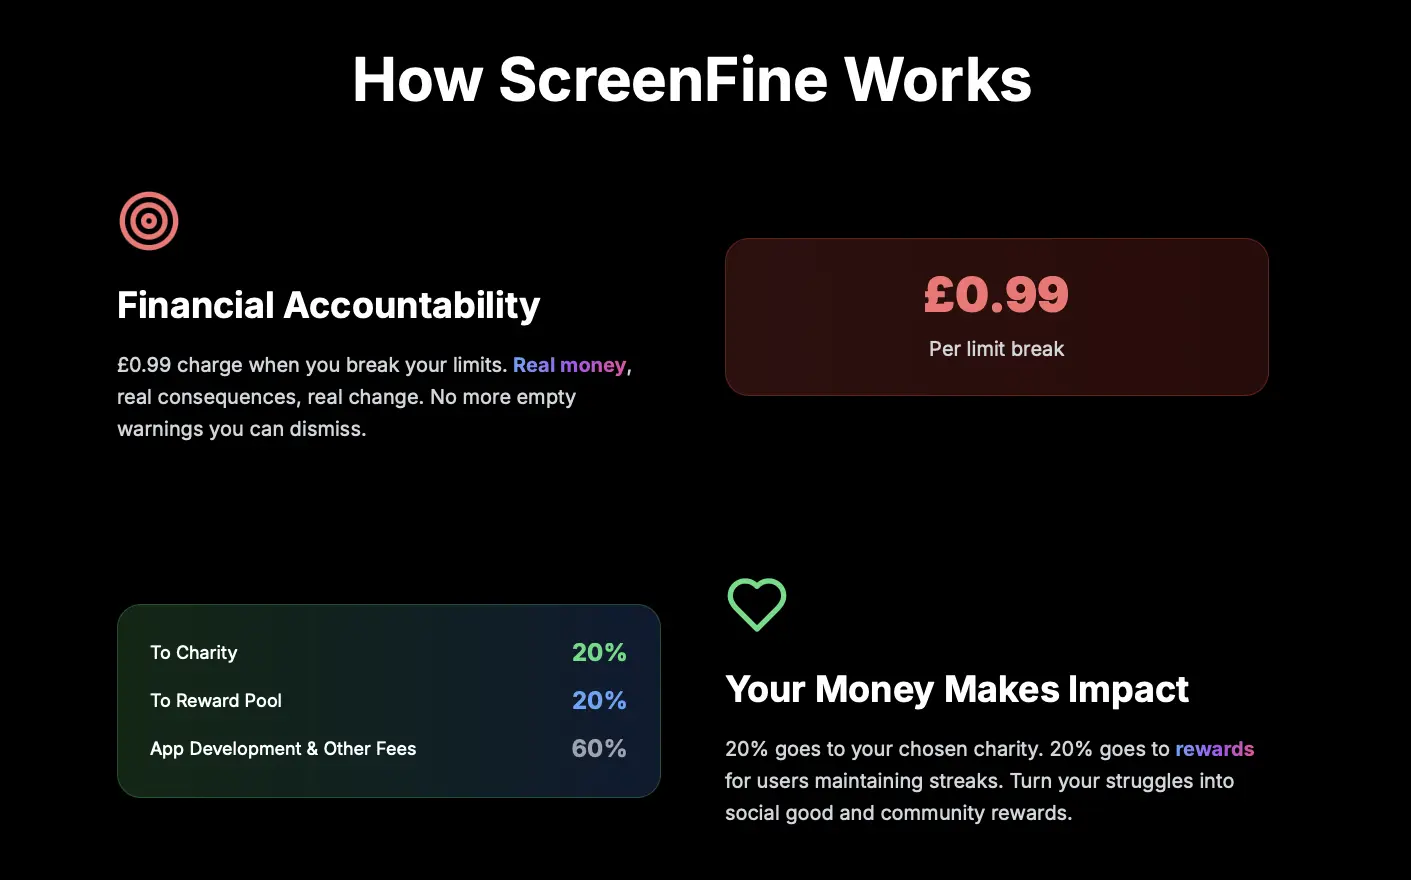 How ScreenFine Works
Financial Accountability
£0.99 charge when you break your limits. Real money,
real consequences, real change. No more empty
warnings you can dismiss.
£0.99
Per limit break
To Charity 20%
To Reward Pool 20%
App Development & Other Fees 60%
Your Money Makes Impact
20% goes to your chosen charity. 20% goes to rewards
for users maintaining streaks. Turn your struggles into
social good and community rewards.